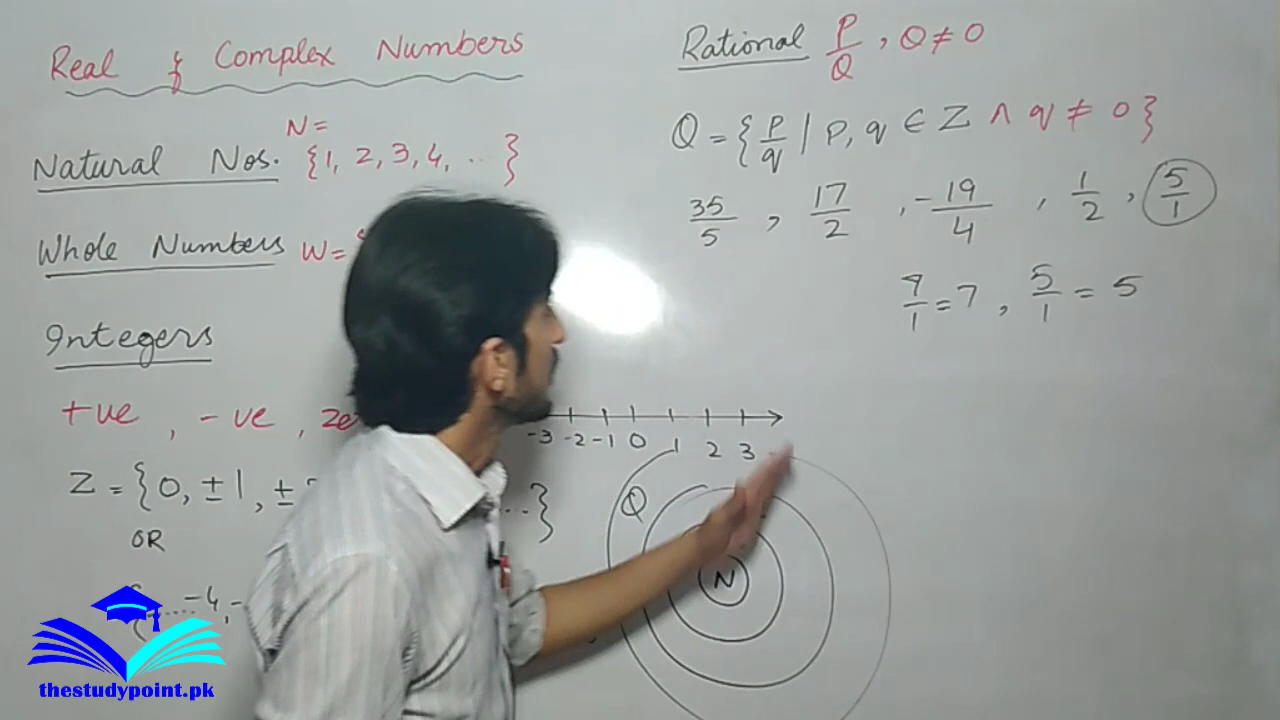 Real & Complex Numbers
N=
Natural Nos. {1, 2, 3, 4, ... }
Whole Numbers W=
Integers
+ve, -ve,
Z = {0, ±1, ± ...}
OR
{..... -4, -
thestudypoint.pk
-3 -2 -1 0 1 2 3
Q
N
Rational P/Q, Q≠0
Q = {p/q | p, q ∈ Z ∧ q ≠ 0}
35/5, 17/2, -19/4, 1/2, 5/1
7/1 = 7, 5/1 = 5